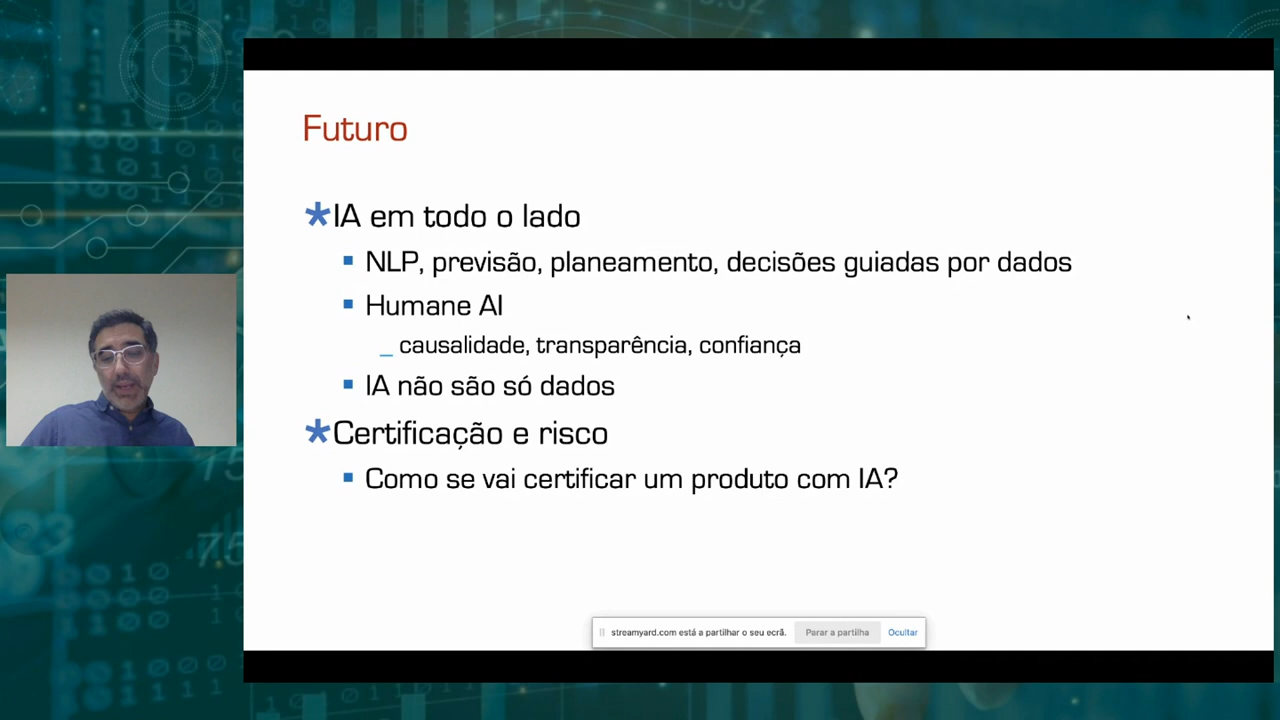 Futuro
*IA em todo o lado
▪ NLP, previsão, planeamento, decisões guiadas por dados
▪ Humane AI
_ causalidade, transparência, confiança
▪ IA não são só dados
*Certificação e risco
▪ Como se vai certificar um produto com IA?
streamyard.com está a partilhar o seu ecrã. Parar a partilha Ocultar